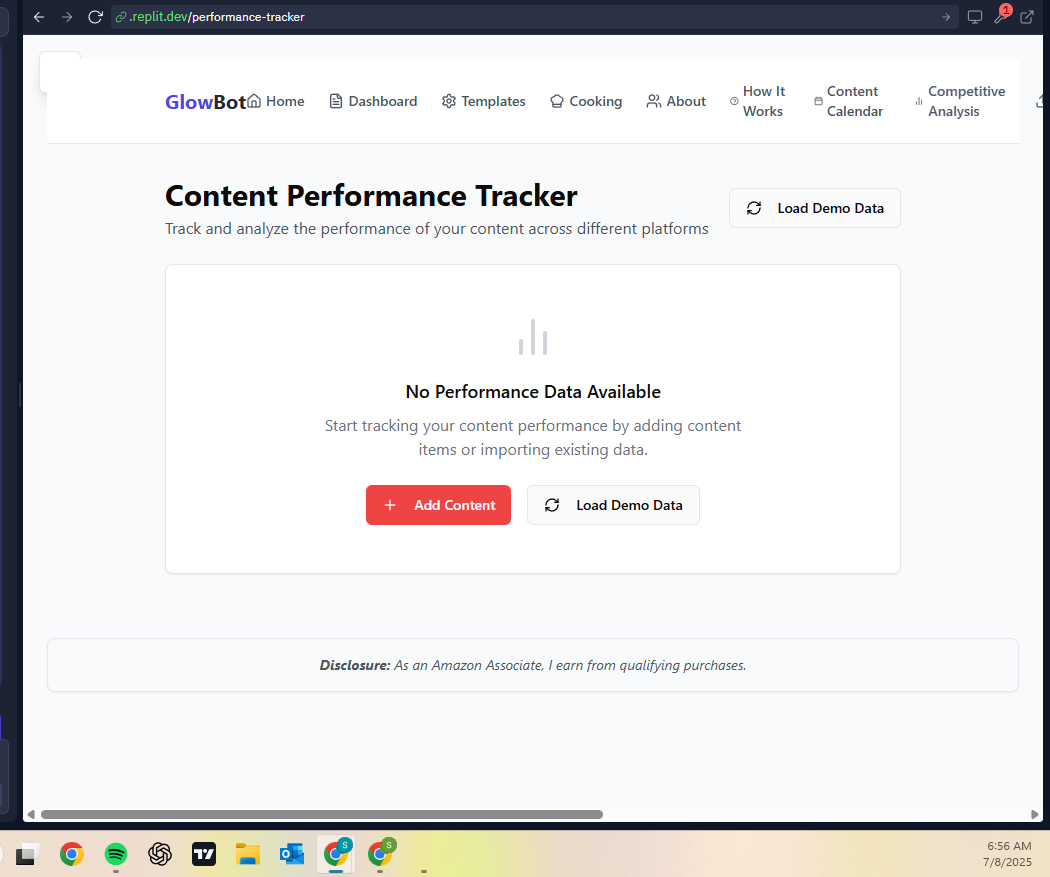 .replit.dev/performance-tracker
1
GlowBot
Home
Dashboard
Templates
Cooking
About
How It
Works
Content
Calendar
Competitive
Analysis
Content Performance Tracker
Track and analyze the performance of your content across different platforms
Load Demo Data
No Performance Data Available
Start tracking your content performance by adding content
items or importing existing data.
Add Content
Load Demo Data
Disclosure: As an Amazon Associate, I earn from qualifying purchases.
S
S
6:56 AM
7/8/2025